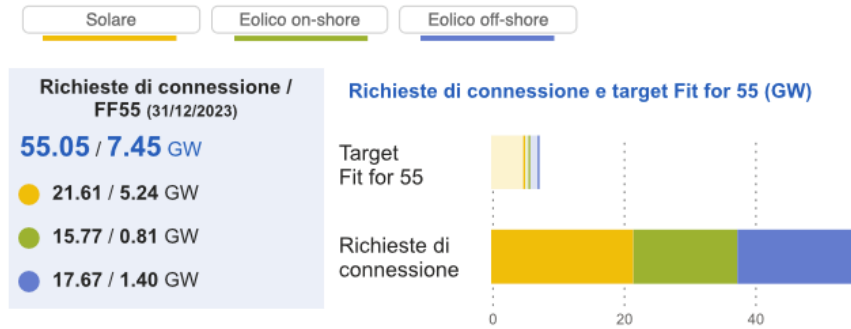 Solare
Eolico on-shore
Eolico off-shore
Richieste di connessione /
FF55 (31/12/2023)
55.05 / 7.45 GW
21.61 / 5.24 GW
15.77 / 0.81 GW
17.67 / 1.40 GW
Richieste di connessione e target Fit for 55 (GW)
Target
Fit for 55
Richieste di
connessione
0
20
40